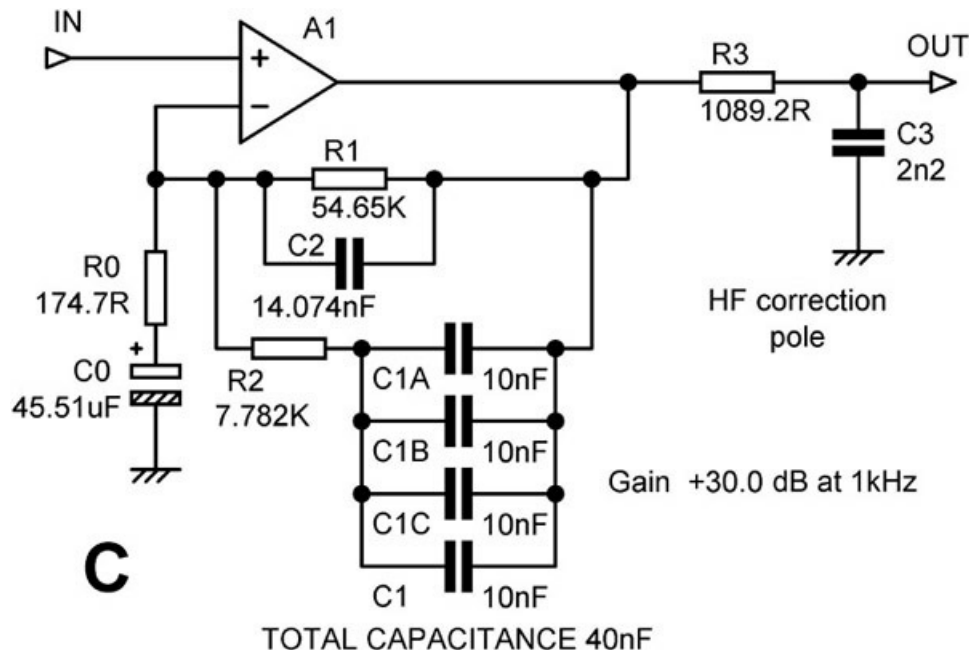 IN
A1
OUT
+
−
R3
1089.2R
C3
2n2
R1
54.65K
C2
14.074nF
R0
174.7R
HF correction
pole
+
C0
45.51uF
R2
7.782K
C1A
10nF
C1B
10nF
Gain +30.0 dB at 1kHz
C1C
10nF
C
C1
10nF
TOTAL CAPACITANCE 40nF